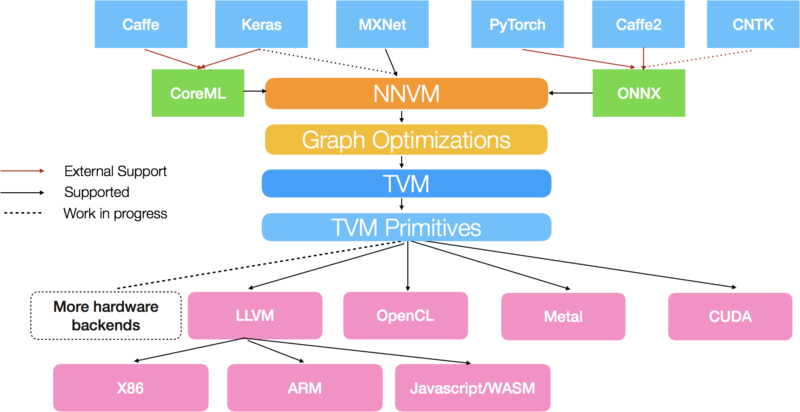 Caffe
Keras
MXNet
PyTorch
Caffe2
CNTK
CoreML
NNVM
ONNX
Graph Optimizations
External Support
Supported
Work in progress
TVM
TVM Primitives
More hardware
backends
LLVM
OpenCL
Metal
CUDA
X86
ARM
Javascript/WASM